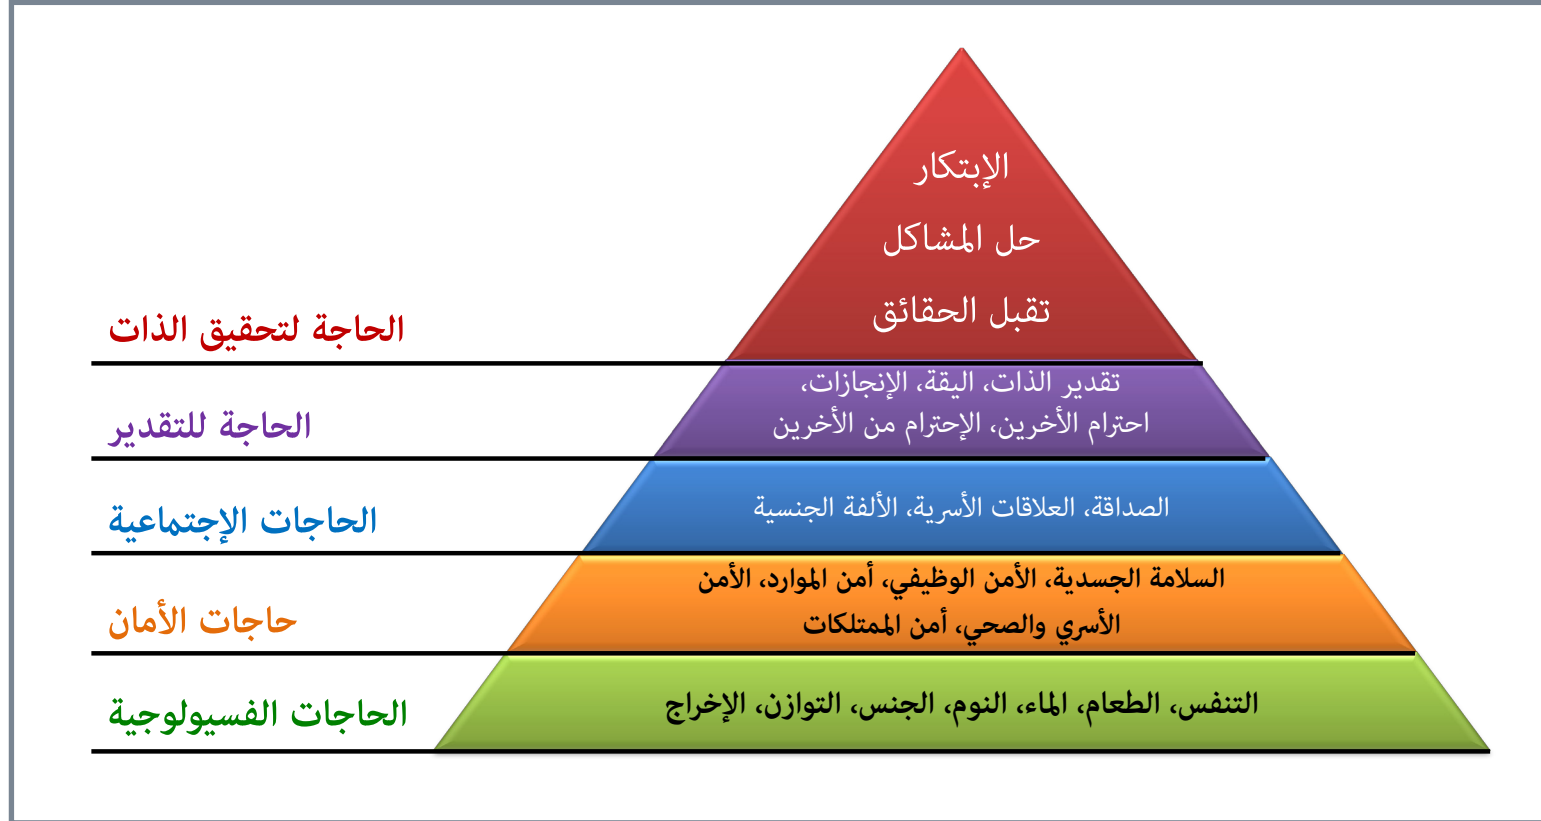 الإبتكار
حل المشاكل
تقبل الحقائق
الحاجة لتحقيق الذات
تقدير الذات، اليقة، الإنجازات،
احترام الأخرين، الإحترام من الأخرين
الحاجة للتقدير
الصداقة، العلاقات الأسرية، الألفة الجنسية
الحاجات الإجتماعية
السلامة الجسدية، الأمن الوظيفي، أمن الموارد، الأمن
الأسري والصحي، أمن الممتلكات
حاجات الأمان
التنفس، الطعام، الماء، النوم، الجنس، التوازن، الإخراج
الحاجات الفسيولوجية